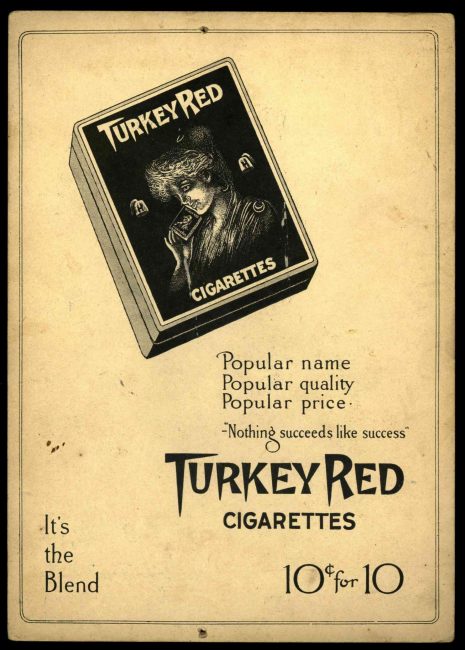 TURKEY RED
CIGARETTES
Popular name
Popular quality
Popular price.
-"Nothing succeeds like success"
TURKEY RED
CIGARETTES
It's
the
Blend
10¢ for 10